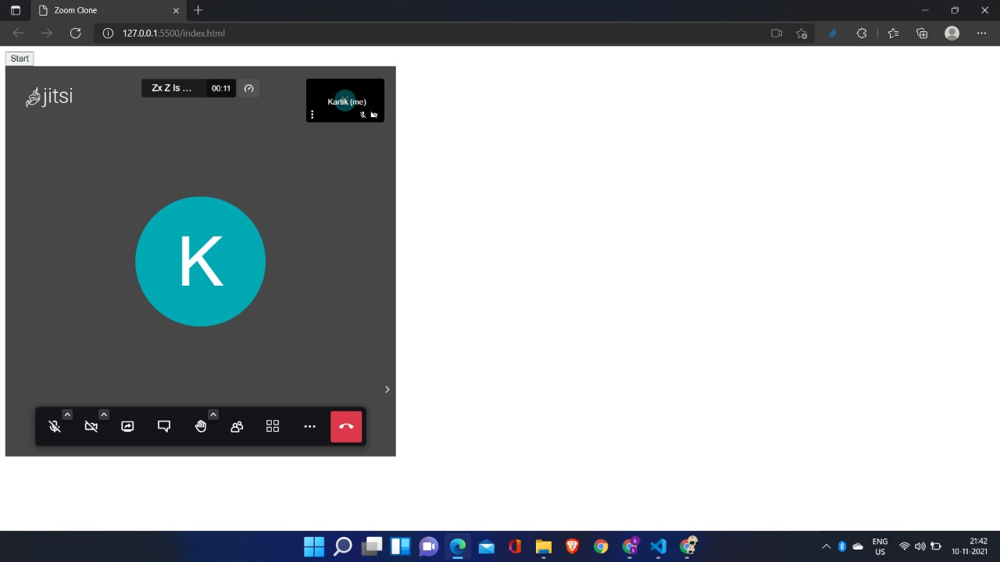 Zoom Clone
127.0.0.1:5500/index.html
Start
jitsi
Zx Z Is ...
00:11
K
Kartik (me)
K
ENG
US
21:42
10-11-2021